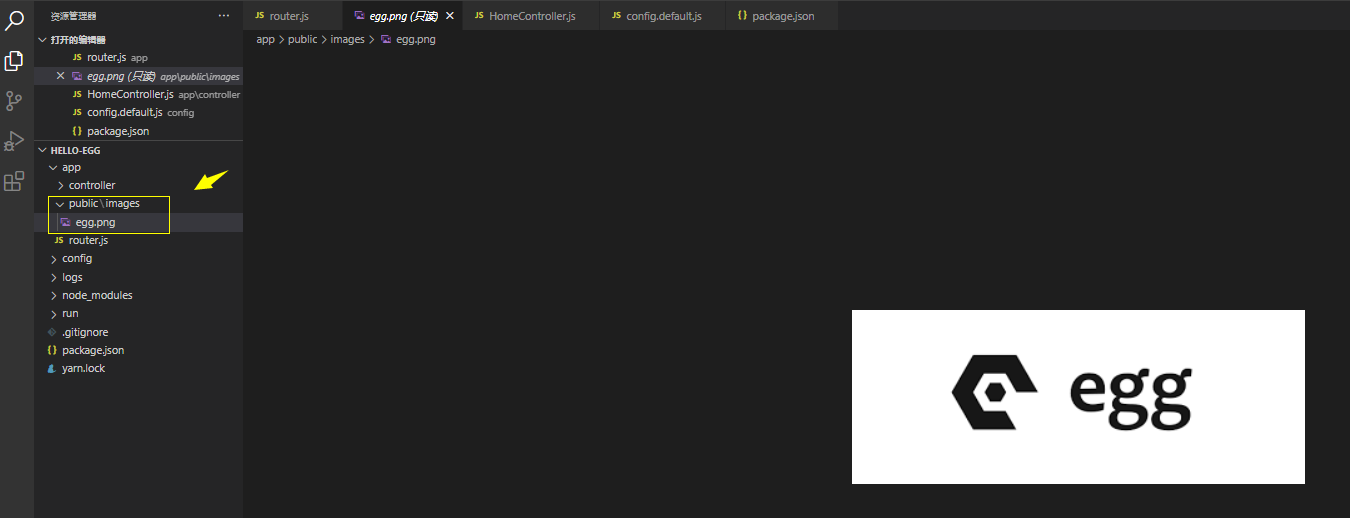 资源管理器 ···
打开的编辑器
JS router.js app
egg.png (只读) app\public\images
JS HomeController.js app\controller
JS config.default.js config
{} package.json
HELLO-EGG
app
controller
public\images
egg.png
JS router.js
config
logs
node_modules
run
.gitignore
{} package.json
yarn.lock
JS router.js egg.png (只读) JS HomeController.js JS config.default.js {} package.json
app > public > images > egg.png
egg